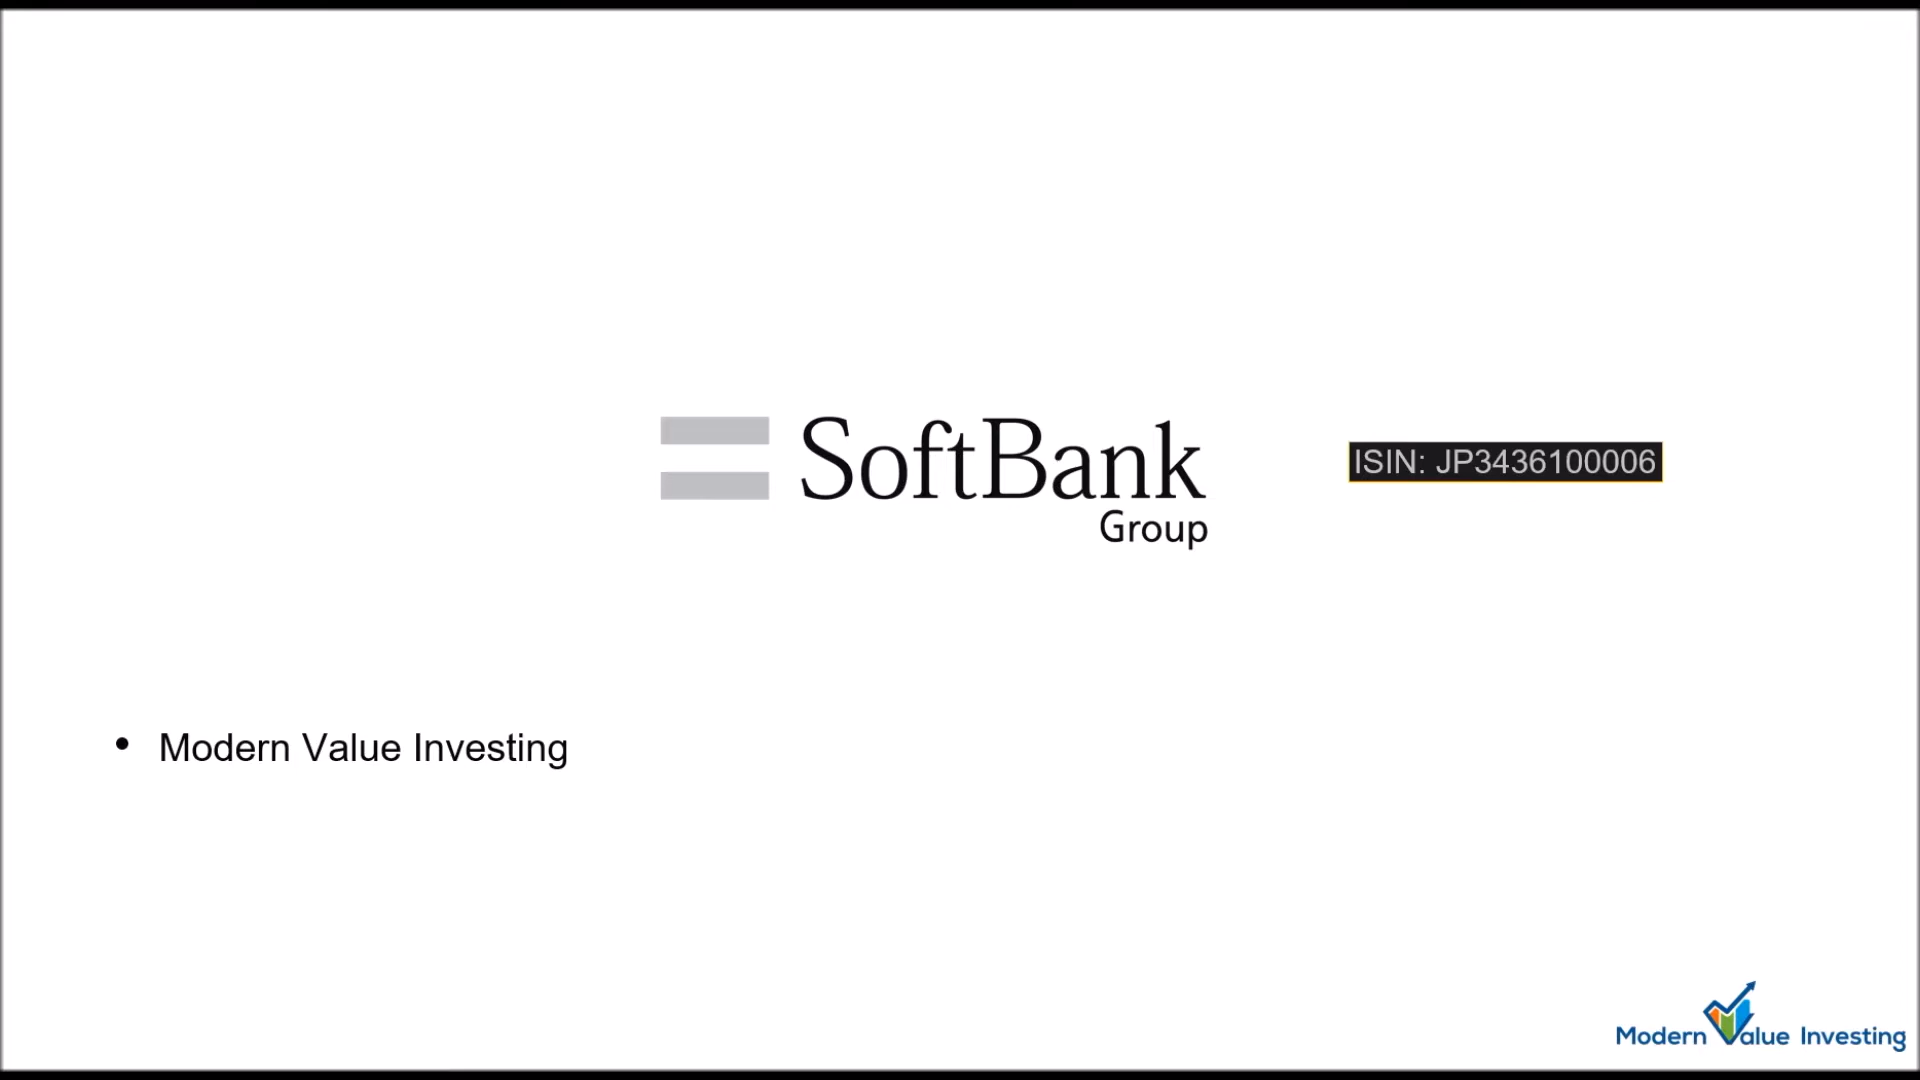 SoftBank
Group
ISIN: JP3436100006
• Modern Value Investing
Modern Value Investing